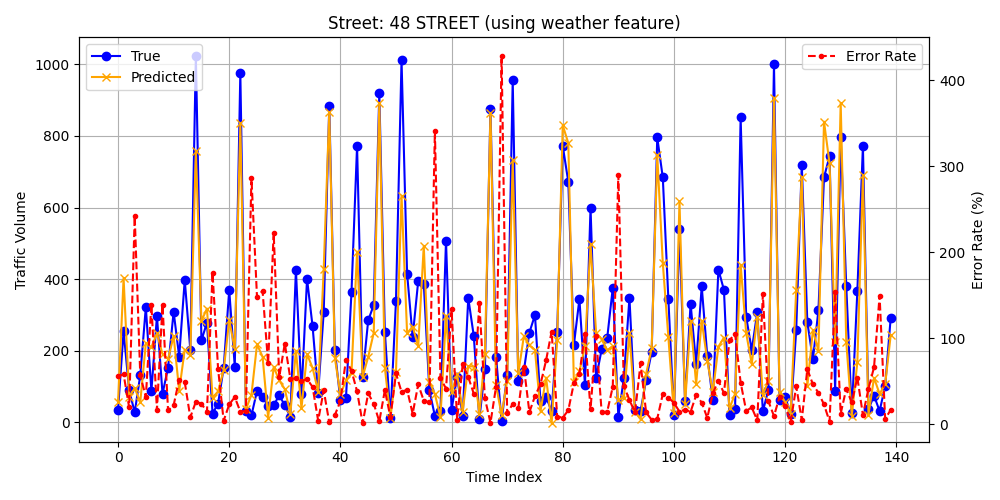 Street: 48 STREET (using weather feature)
True
Predicted
Error Rate
Traffic Volume
1000
800
600
400
200
0
400
300
200
100
0
Error Rate (%)
0 20 40 60 80 100 120 140
Time Index